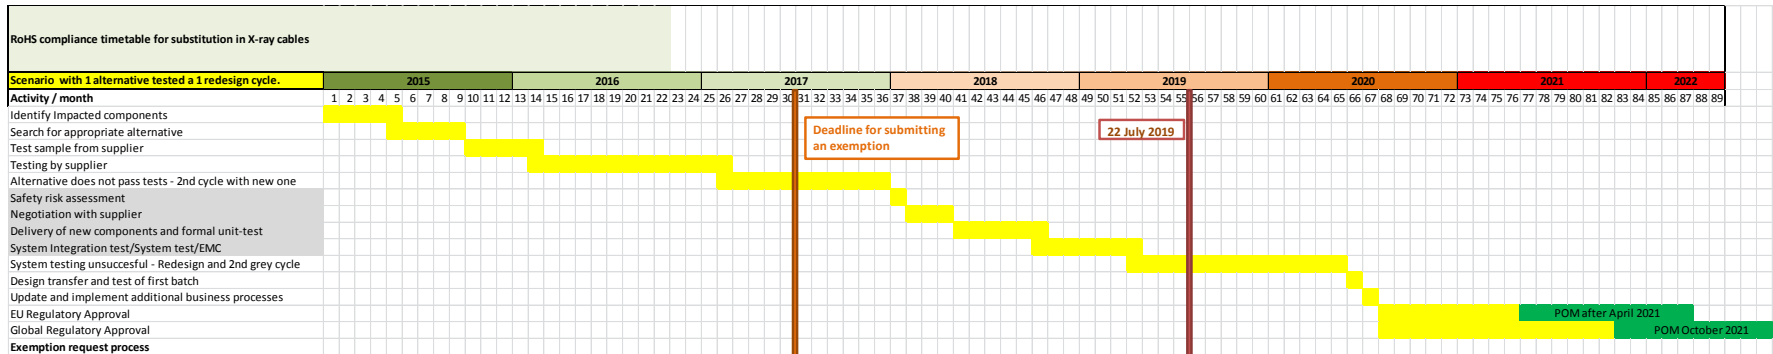 RoHS compliance timetable for substitution in X-ray cables
Scenario with 1 alternative tested a 1 redesign cycle. 2015 2016 2017 2018 2019 2020 2021 2022
Activity / month 1 2 3 4 5 6 7 8 9 10 11 12 13 14 15 16 17 18 19 20 21 22 23 24 25 26 27 28 29 30 31 32 33 34 35 36 37 38 39 40 41 42 43 44 45 46 47 48 49 50 51 52 53 54 55 56 57 58 59 60 61 62 63 64 65 66 67 68 69 70 71 72 73 74 75 76 77 78 79 80 81 82 83 84 85 86 87 88 89
Identify Impacted components
Search for appropriate alternative
Deadline for submitting
an exemption
22 July 2019
Test sample from supplier
Testing by supplier
Alternative does not pass tests - 2nd cycle with new one
Safety risk assessment
Negotiation with supplier
Delivery of new components and formal unit-test
System Integration test/System test/EMC
System testing unsuccesful - Redesign and 2nd grey cycle
Design transfer and test of first batch
Update and implement additional business processes
EU Regulatory Approval POM after April 2021
Global Regulatory Approval POM October 2021
Exemption request process